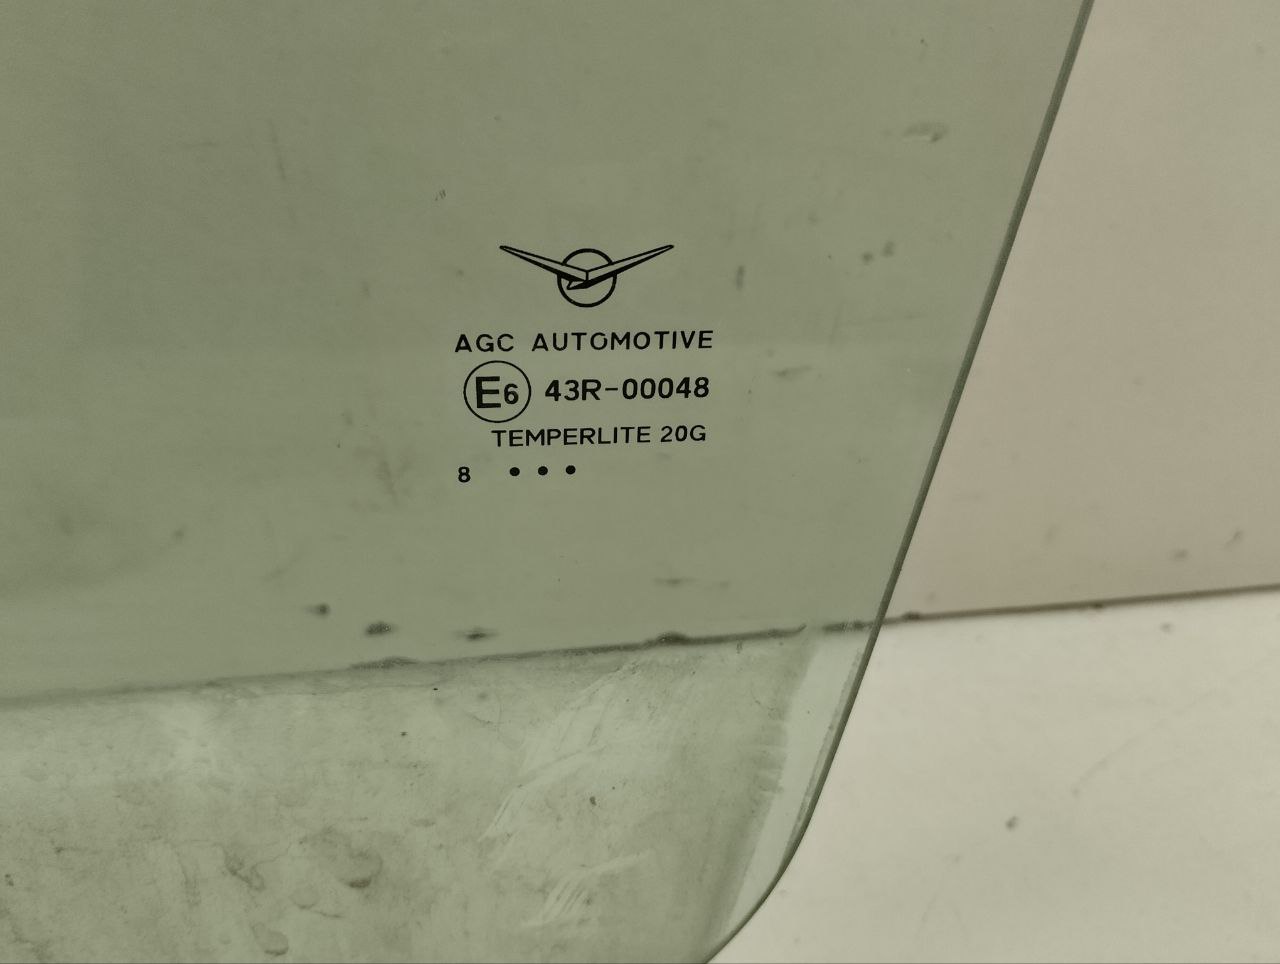 AGC AUTOMOTIVE
E6 43R-00048
TEMPERLITE 20G
8 • • •